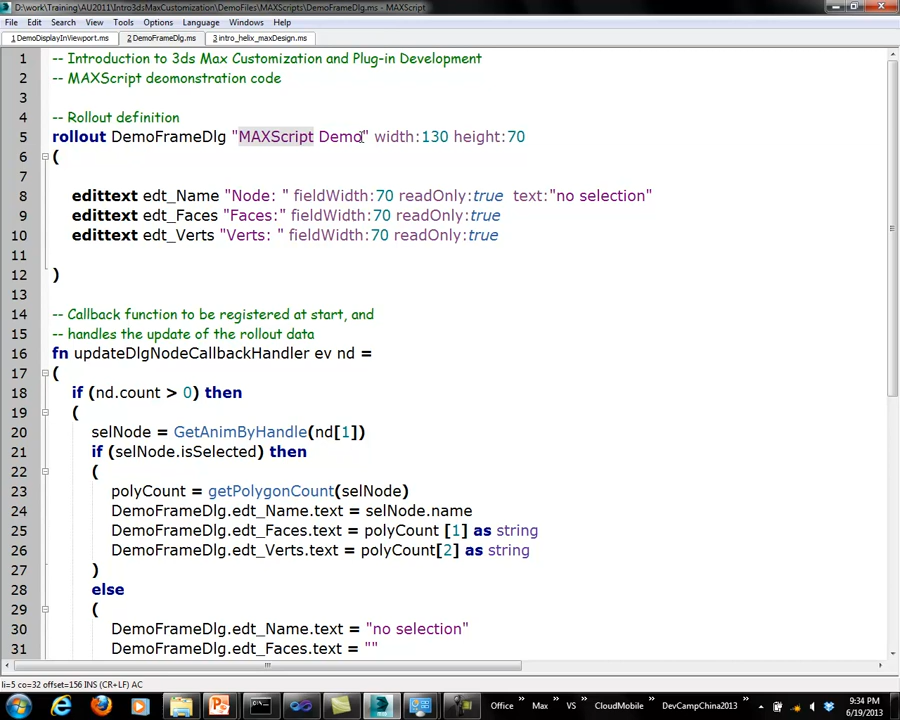 D:\work\Training\AU2011\Intro3dsMaxCustomization\DemoFiles\MAXScripts\DemoFrameDlg.ms - MAXScript
File Edit Search View Tools Options Language Windows Help
1 DemoDisplayInViewport.ms 2 DemoFrameDlg.ms 3 intro_helix_maxDesign.ms
1 -- Introduction to 3ds Max Customization and Plug-in Development
2 -- MAXScript deomonstration code
3
4 -- Rollout definition
5 rollout DemoFrameDlg "MAXScript Demo" width:130 height:70
6 (
7
8 edittext edt_Name "Node: " fieldWidth:70 readOnly:true text:"no selection"
9 edittext edt_Faces "Faces:" fieldWidth:70 readOnly:true
10 edittext edt_Verts "Verts: " fieldWidth:70 readOnly:true
11
12 )
13
14 -- Callback function to be registered at start, and
15 -- handles the update of the rollout data
16 fn updateDlgNodeCallbackHandler ev nd =
17 (
18 if (nd.count > 0) then
19 (
20 selNode = GetAnimByHandle(nd[1])
21 if (selNode.isSelected) then
22 (
23 polyCount = getPolygonCount(selNode)
24 DemoFrameDlg.edt_Name.text = selNode.name
25 DemoFrameDlg.edt_Faces.text = polyCount [1] as string
26 DemoFrameDlg.edt_Verts.text = polyCount[2] as string
27 )
28 else
29 (
30 DemoFrameDlg.edt_Name.text = "no selection"
31 DemoFrameDlg.edt_Faces.text = ""
li=5 co=32 offset=156 INS (CR+LF) AC
Office » Max » VS » CloudMobile » DevCampChina2013 » 9:34 PM
6/19/2013